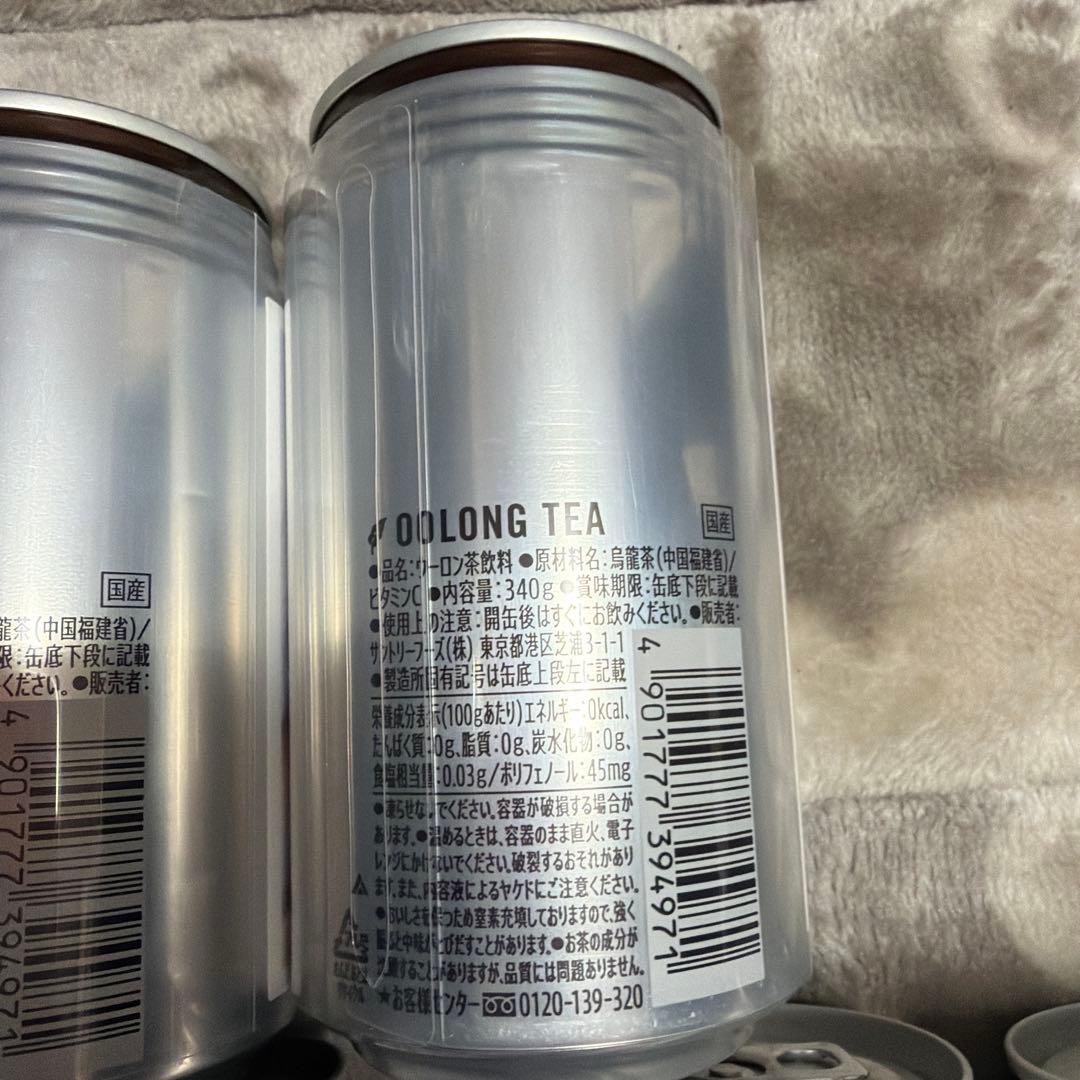 OOLONG TEA
国産
●品名:ウーロン茶飲料 ●原材料名:烏龍茶(中国福建省)/
ビタミンC ●内容量:340g ●賞味期限:缶底下段に記載
●使用上の注意:開缶後はすぐにお飲みください。●販売者:
サントリーフーズ(株) 東京都港区芝浦3-1-1
●製造所固有記号は缶底上段左に記載
栄養成分表示(100gあたり)エネルギー:0kcal、
たんぱく質:0g、脂質:0g、炭水化物:0g、
食塩相当量:0.03g/ポリフェノール:45mg
●凍らせないでください。容器が破損する場合が
あります。●温めるときは、容器のまま直火、電子
レンジにかけないでください。破裂するおそれがあり
ます。また、内容液によるヤケドにご注意ください。
●おいしさを保つため窒素充填しておりますので、強く
振ると中味がとびだすことがあります。●お茶の成分が
沈殿することがありますが、品質には問題ありません。
★お客様センター 0120-139-320
4 901777 394971
国産
龍茶(中国福建省)/
限:缶底下段に記載
ください。●販売者:
4 901777 394971